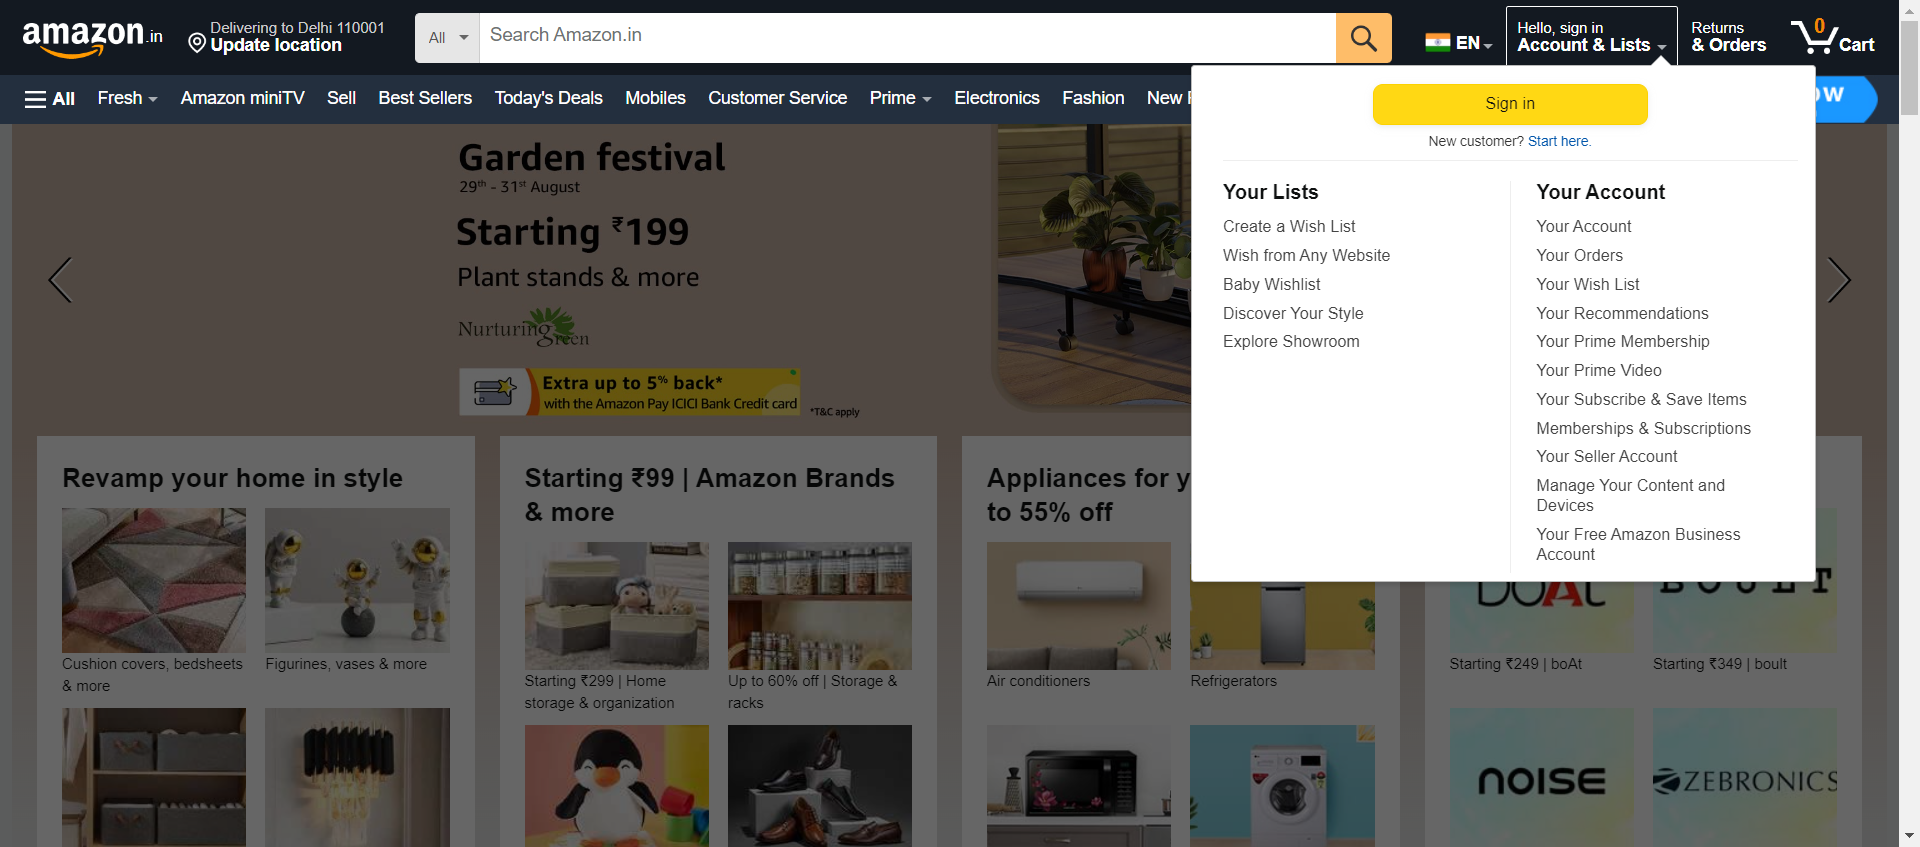 amazon.in
Delivering to Delhi 110001
Update location
All
Search Amazon.in
EN
Hello, sign in
Account & Lists
Returns
& Orders
0
Cart
All
Fresh
Amazon miniTV
Sell
Best Sellers
Today's Deals
Mobiles
Customer Service
Prime
Electronics
Fashion
New
Sign in
New customer? Start here.
Your Lists
Create a Wish List
Wish from Any Website
Baby Wishlist
Discover Your Style
Explore Showroom
Your Account
Your Account
Your Orders
Your Wish List
Your Recommendations
Your Prime Membership
Your Prime Video
Your Subscribe & Save Items
Memberships & Subscriptions
Your Seller Account
Manage Your Content and
Devices
Your Free Amazon Business
Account
Garden festival
29th - 31st August
Starting ₹199
Plant stands & more
Nurturing
Green
Extra up to 5% back*
with the Amazon Pay ICICI Bank Credit card
*T&C apply
Revamp your home in style
Cushion covers, bedsheets
& more
Figurines, vases & more
Starting ₹99 | Amazon Brands
& more
Starting ₹299 | Home
storage & organization
Up to 60% off | Storage &
racks
Appliances for y
to 55% off
Air conditioners
Refrigerators
boAt
BOULT
Starting ₹249 | boAt
Starting ₹349 | boult
noise
ZEBRONICS